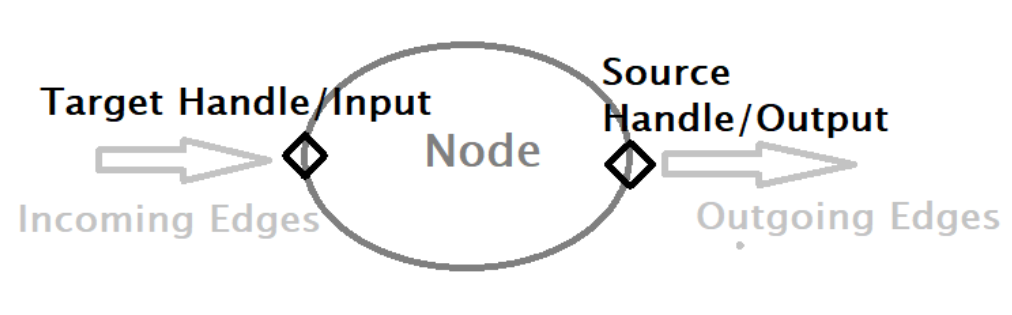 Source
Target Handle/Input
Handle/Output
Node
Incoming Edges
Outgoing Edges